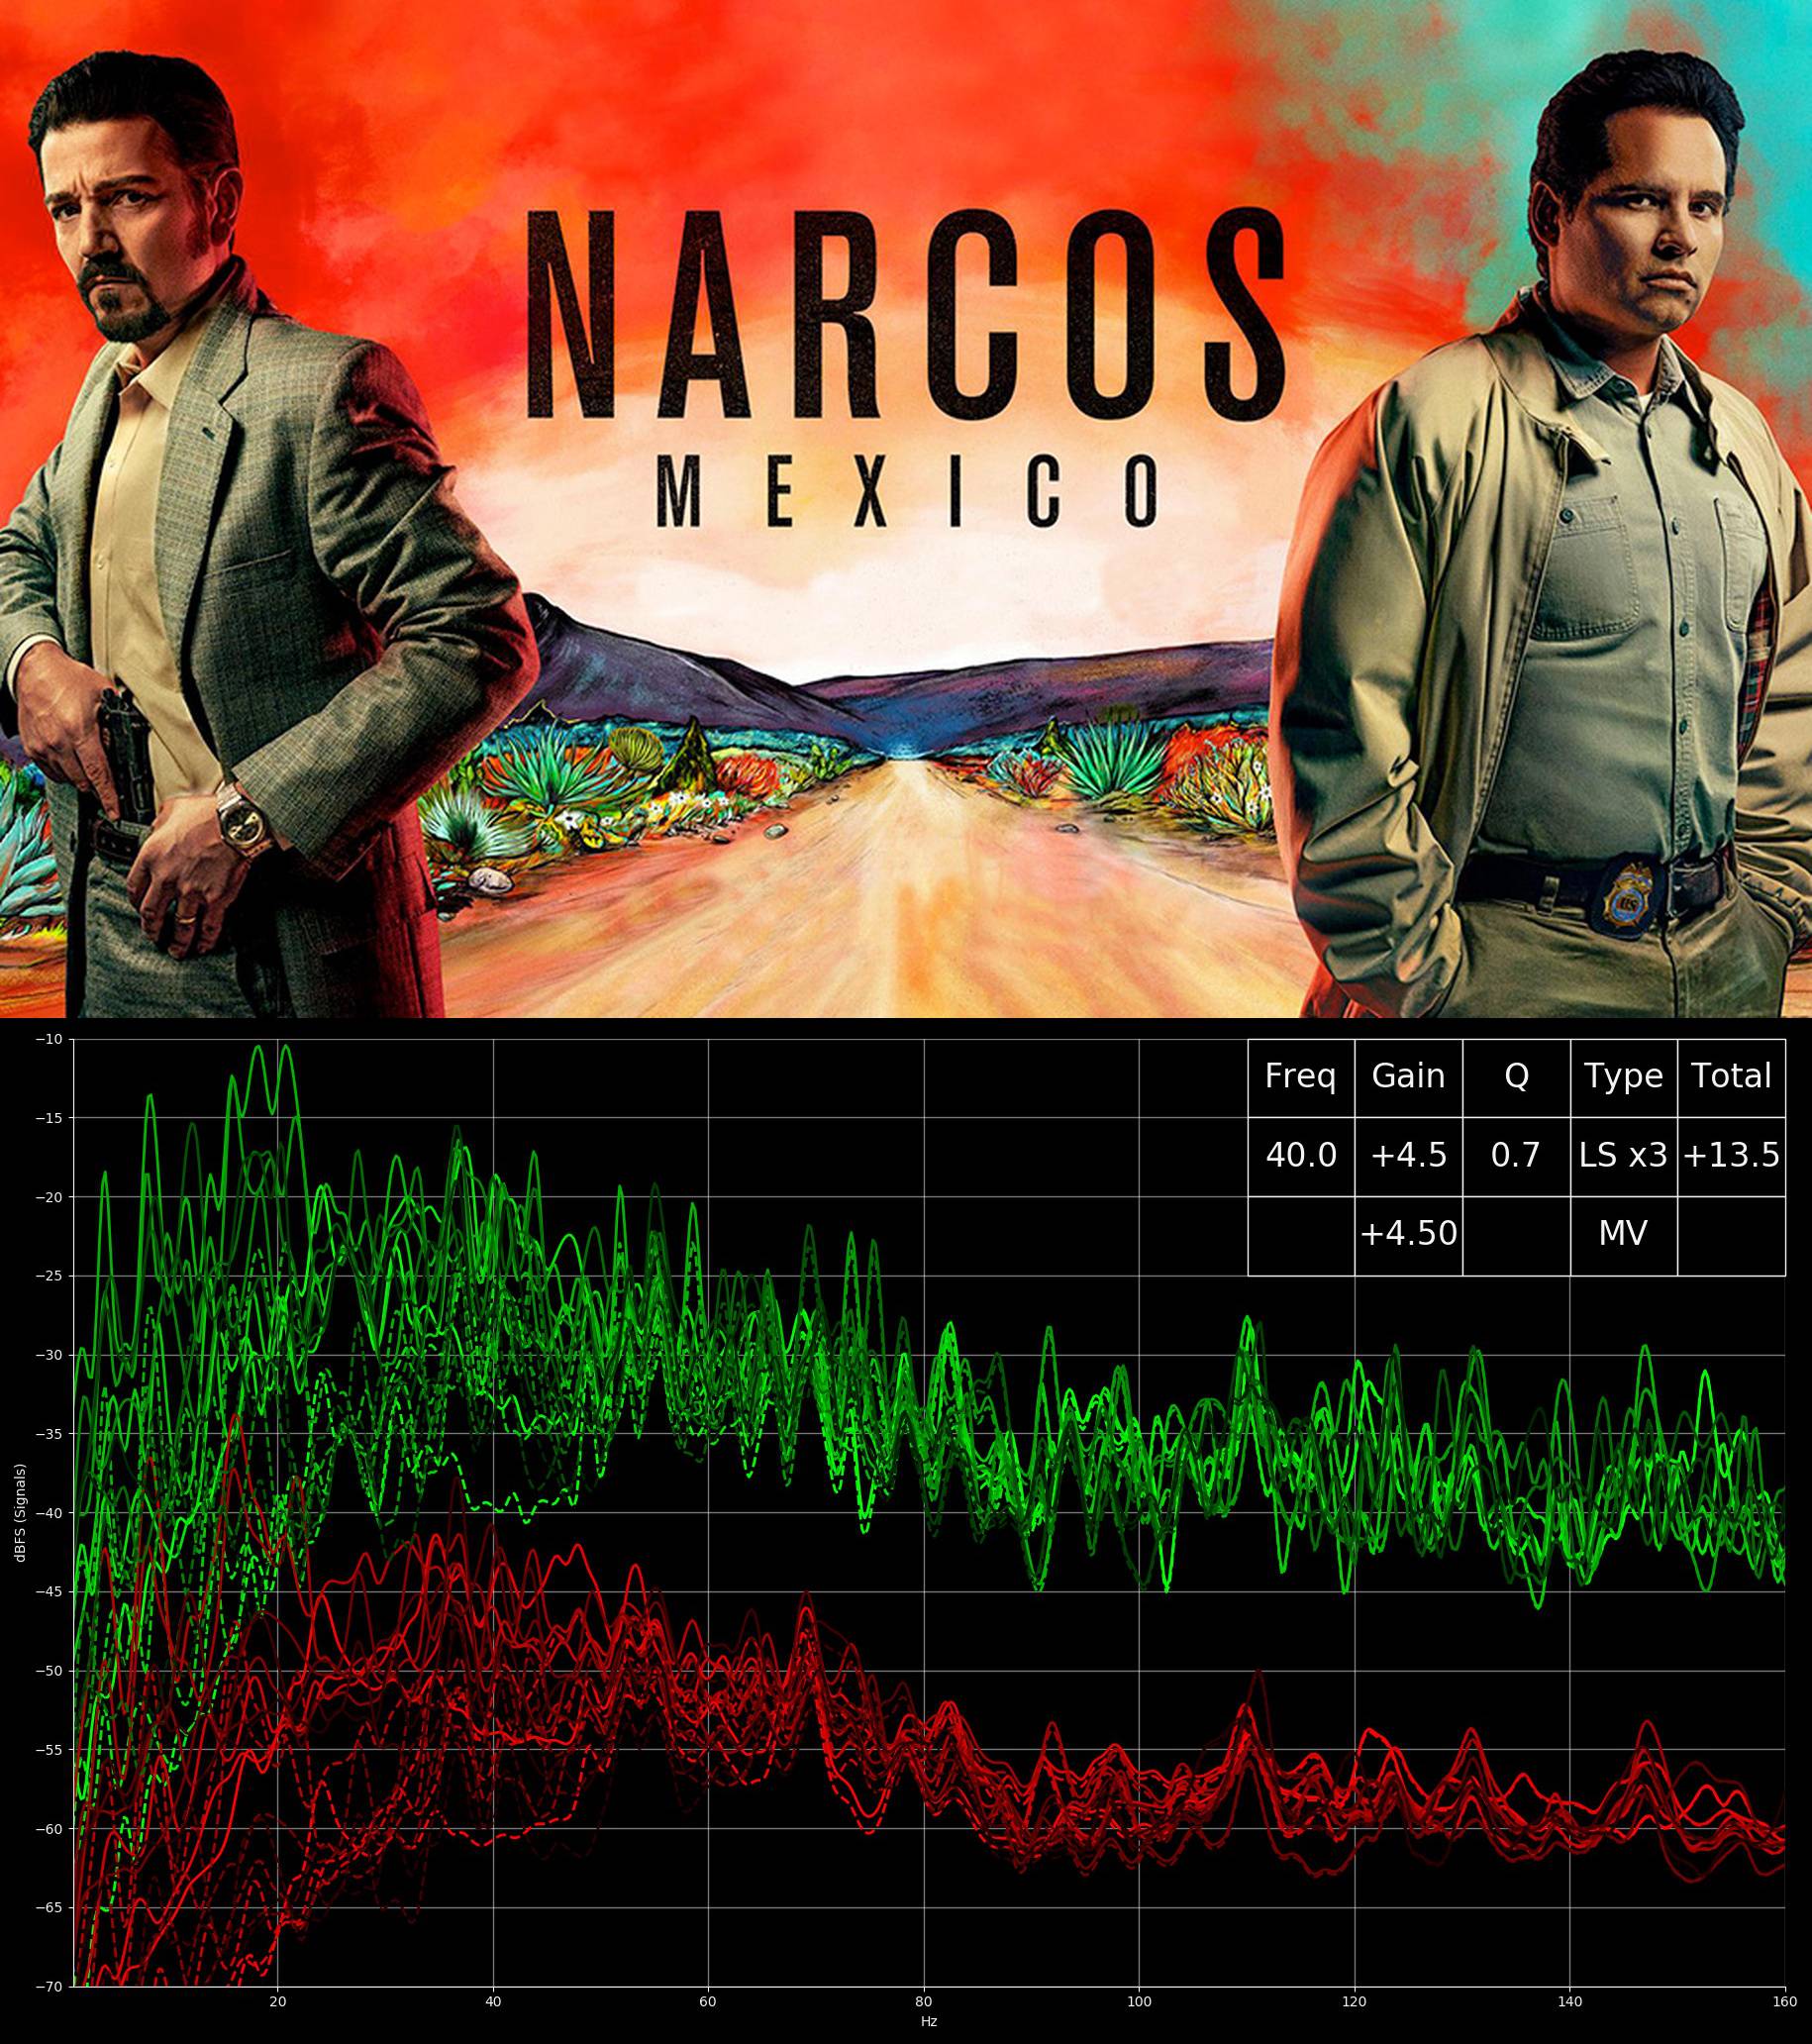 NARCOS
MEXICO
Freq Gain Q Type Total
40.0 +4.5 0.7 LS x3 +13.5
+4.50 MV
−10
−15
−20
−25
−30
−35
−40
−45
−50
−55
−60
−65
−70
dBFS (Signals)
20 40 60 80 100 120 140 160
Hz